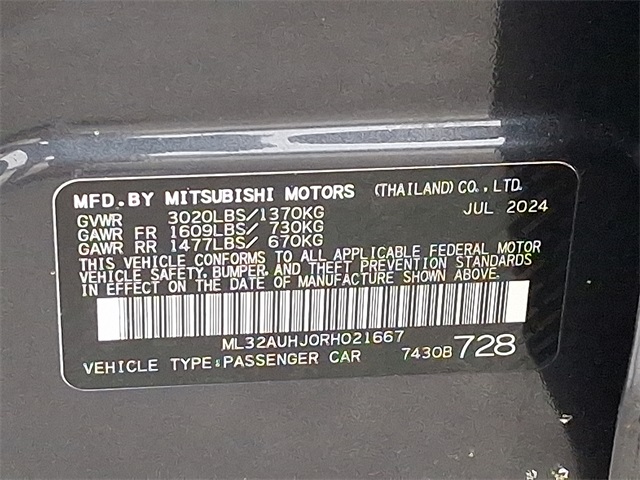 MFD.BY MITSUBISHI MOTORS (THAILAND) CO., LTD.
GVWR 3020LBS/1370KG JUL 2024
GAWR FR 1609LBS/ 730KG
GAWR RR 1477LBS/ 670KG
THIS VEHICLE CONFORMS TO ALL APPLICABLE FEDERAL MOTOR
VEHICLE SAFETY, BUMPER, AND THEFT PREVENTION STANDARDS
IN EFFECT ON THE DATE OF MANUFACTURE SHOWN ABOVE.
ML32AUHJ0RH021667
VEHICLE TYPE:PASSENGER CAR 7430B 728